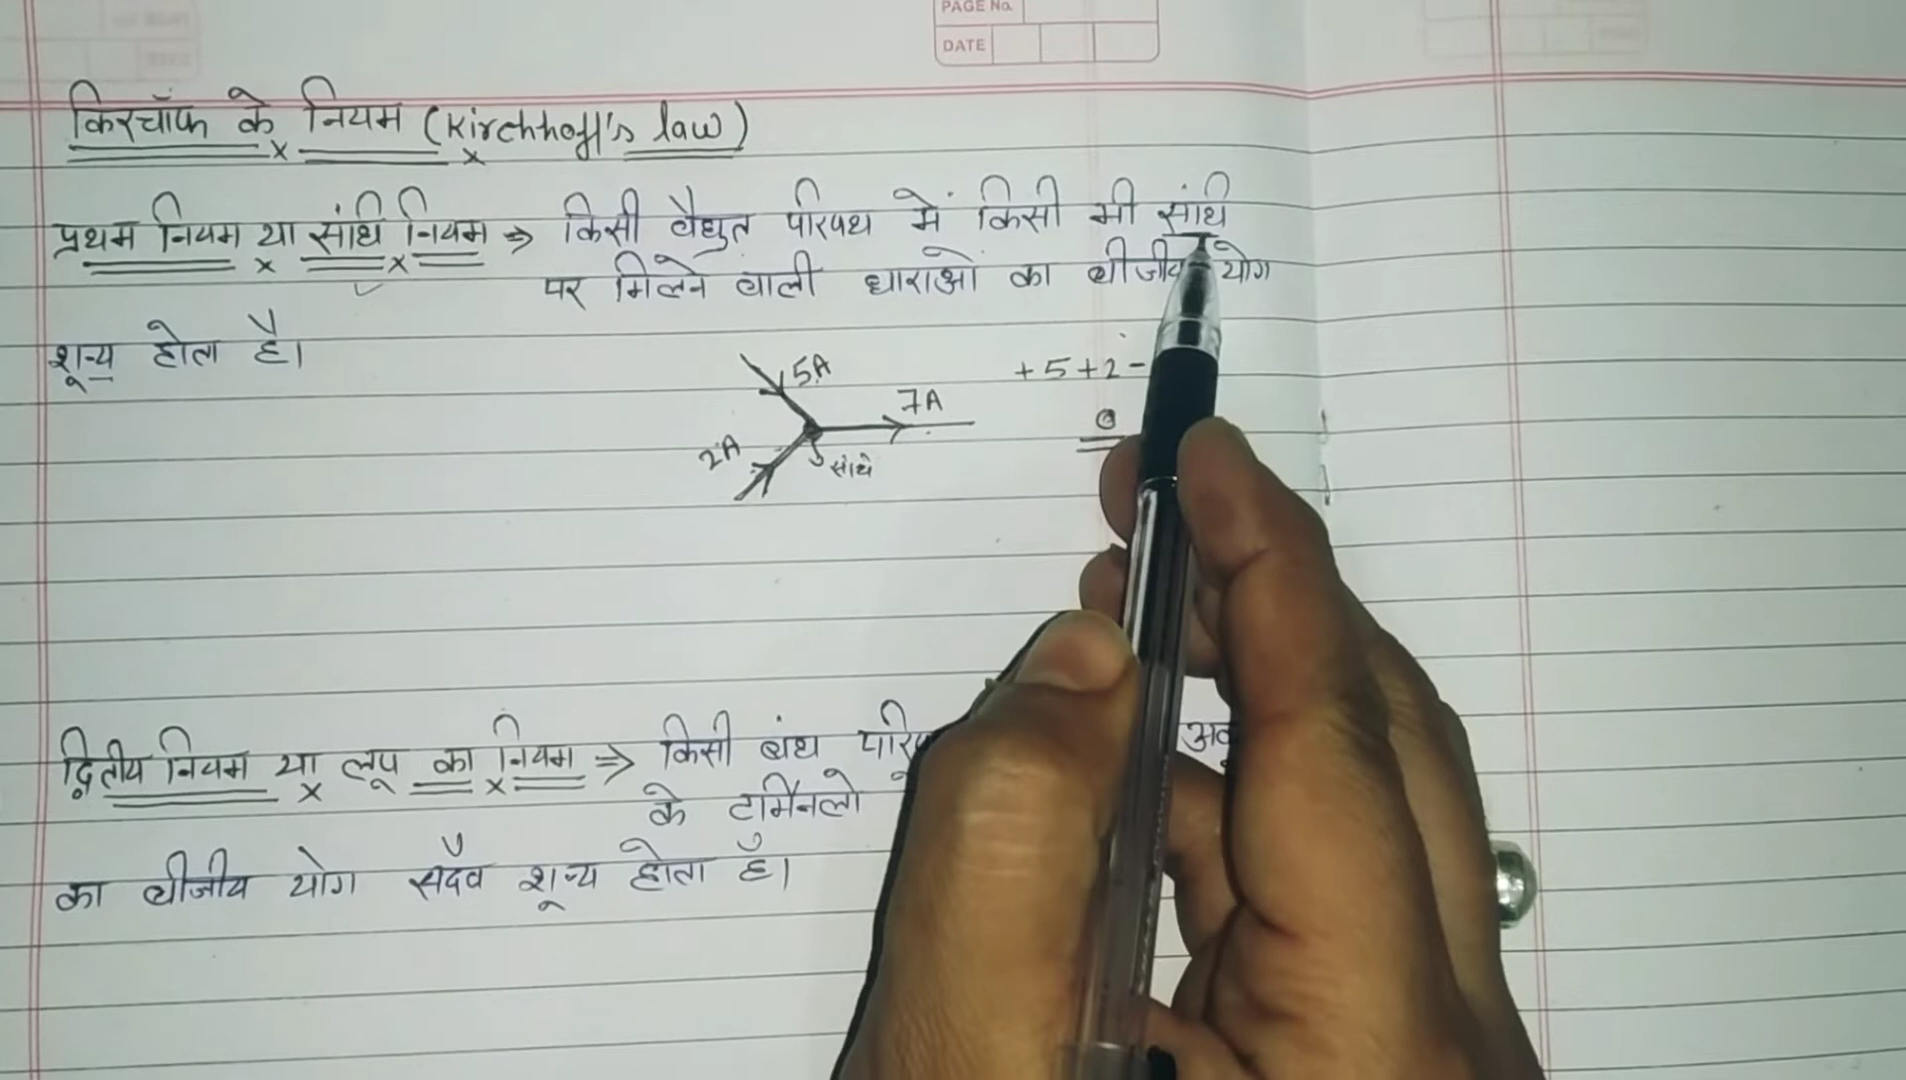 PAGE No.
DATE
किरचॉफ के नियम (Kirchhoff's law)
प्रथम नियम या संधि नियम ⇒ किसी वैद्युत परिपथ में किसी भी संधि
पर मिलने वाली धाराओं का बीजीय योग
शून्य होता है।
5A
7A
+5+2-
2A
संधि
0
द्वितीय नियम या लूप का नियम ⇒ किसी बंध
के टर्मिनलो
का बीजीय योग सदैव शून्य होता है।